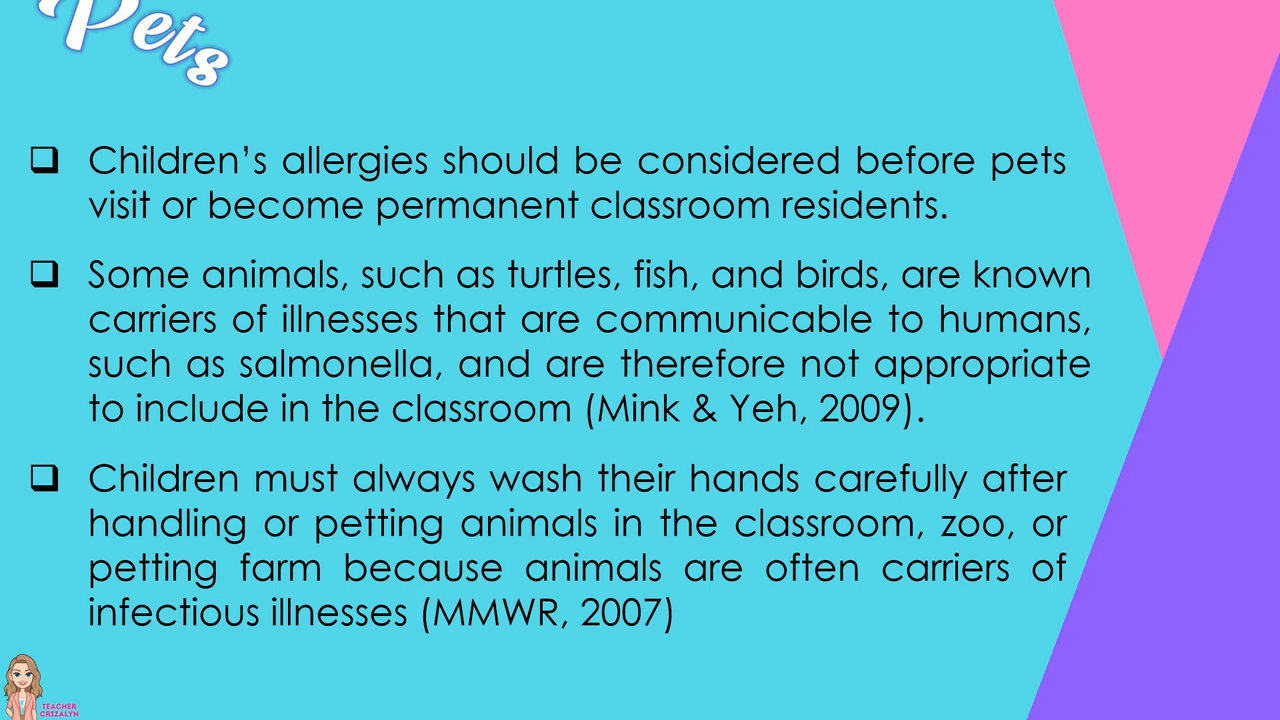 Pets
Children’s allergies should be considered before pets
visit or become permanent classroom residents.
Some animals, such as turtles, fish, and birds, are known
carriers of illnesses that are communicable to humans,
such as salmonella, and are therefore not appropriate
to include in the classroom (Mink & Yeh, 2009).
Children must always wash their hands carefully after
handling or petting animals in the classroom, zoo, or
petting farm because animals are often carriers of
infectious illnesses (MMWR, 2007)
TEACHER
CRIZALYN